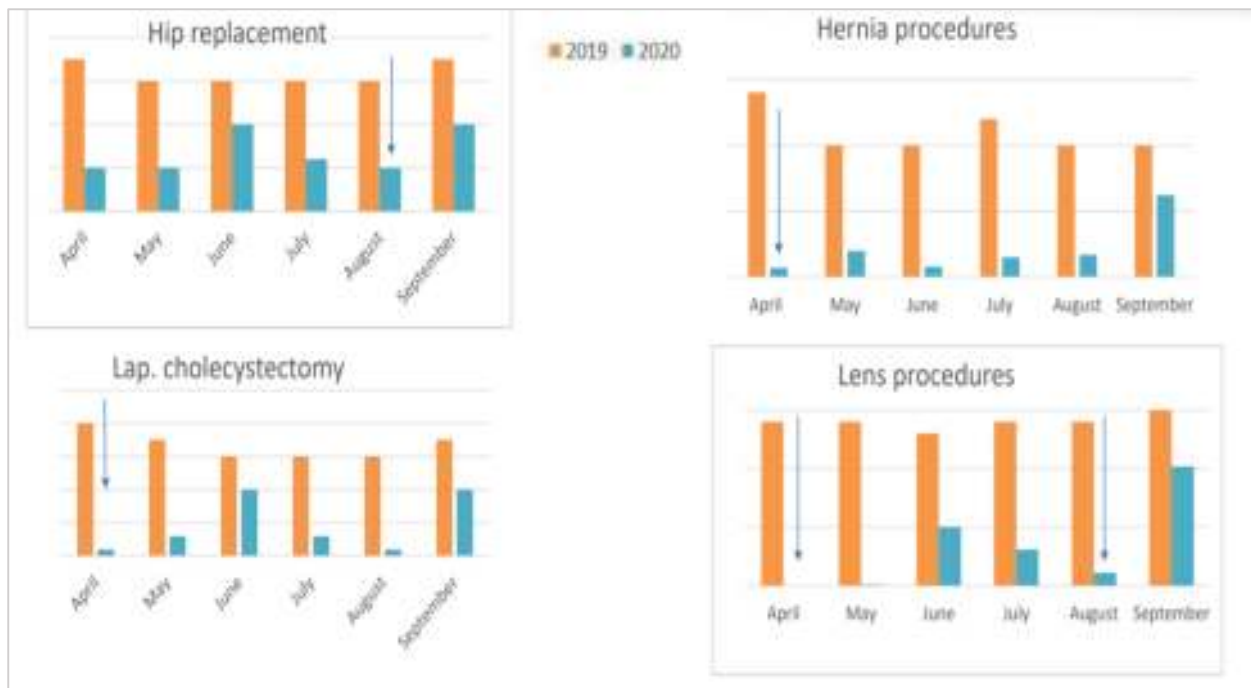 Hip replacement
April May June July August September
2019 2020
Hernia procedures
April May June July August September
Lap. cholecystectomy
April May June July August September
Lens procedures
April May June July August September